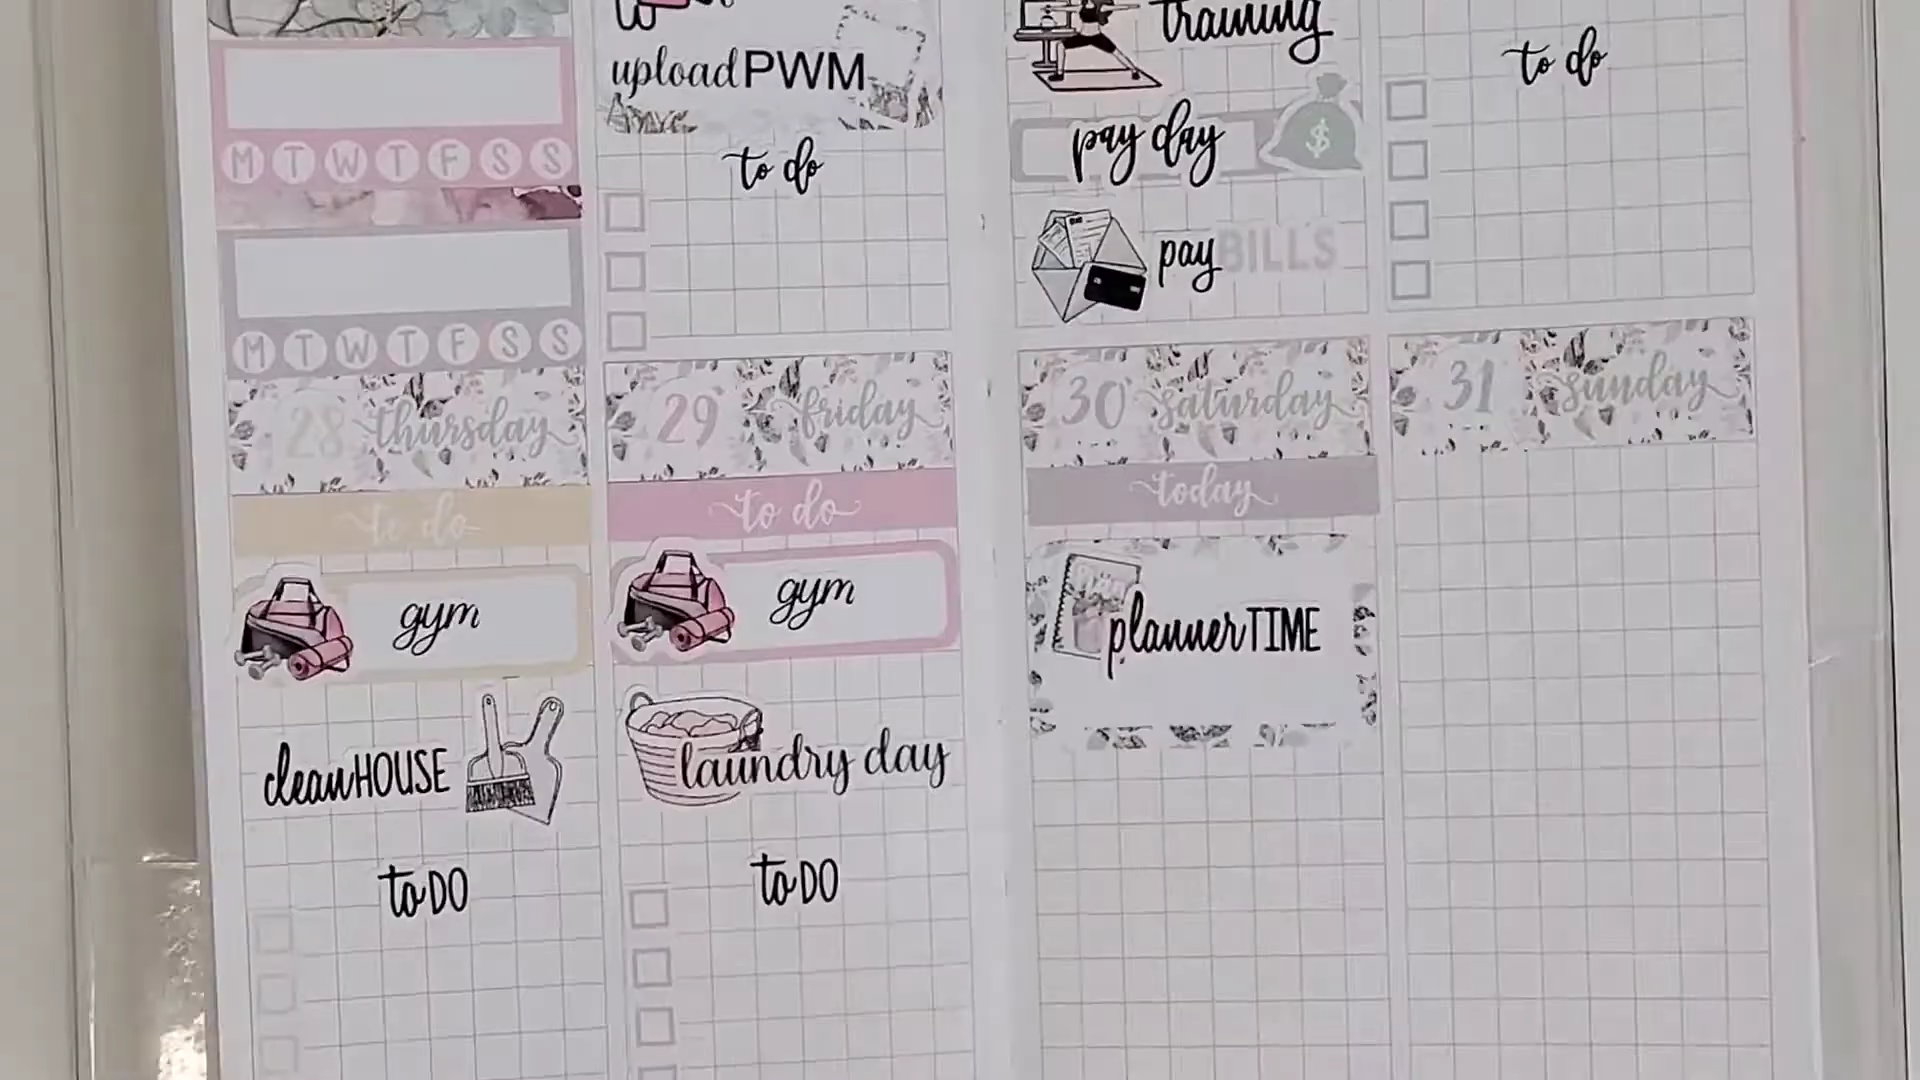 M T W T F S S
M T W T F S S
to
upload PWM
to do
training
pay day
$
pay BILLS
to do
28 thursday
to do
gym
clean HOUSE
to DO
29 friday
to do
gym
laundry day
to DO
30 saturday
today
planner TIME
31 sunday